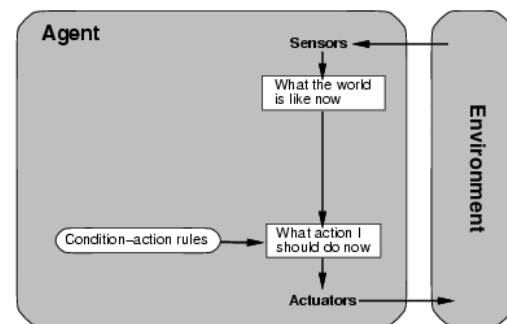 Agent
Sensors
What the world
is like now
Condition–action rules
What action I
should do now
Actuators
Environment